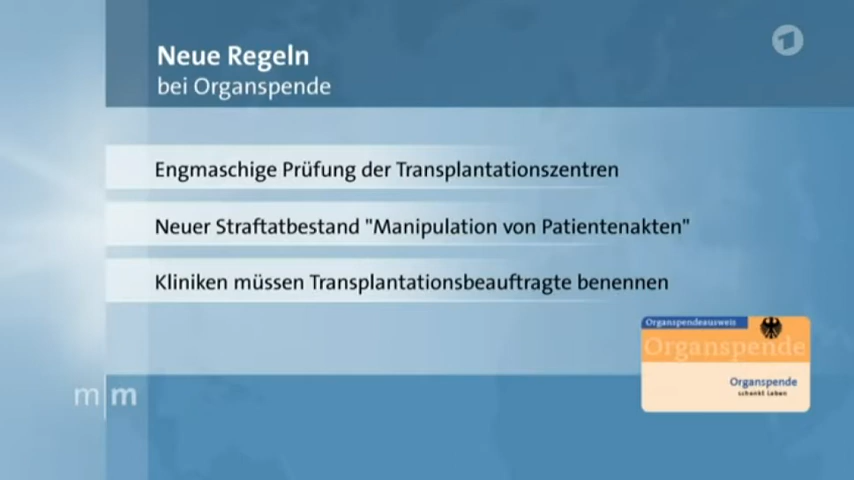 Neue Regeln
bei Organspende
Engmaschige Prüfung der Transplantationszentren
Neuer Straftatbestand "Manipulation von Patientenakten"
Kliniken müssen Transplantationsbeauftragte benennen
Organspendeausweis
Organspende
Organspende
schenkt Leben
m|m